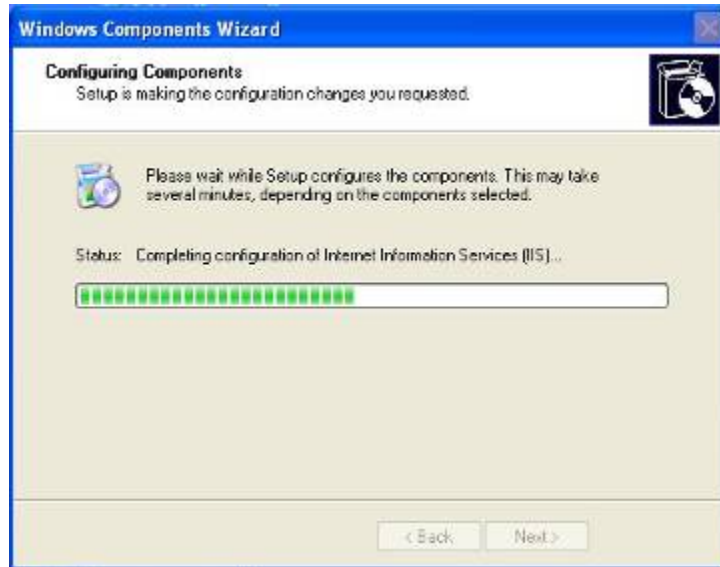 Windows Components Wizard
Configuring Components
Setup is making the configuration changes you requested.
Please wait while Setup configures the components. This may take
several minutes, depending on the components selected.
Status: Completing configuration of Internet Information Services (IIS)...
< Back Next >